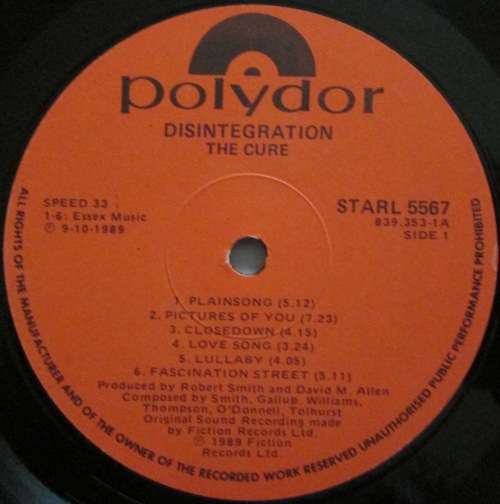 polydor
DISINTEGRATION
THE CURE
SPEED 33
1-6: Essex Music
℗ 9-10-1989
STARL 5567
839.353-1A
SIDE 1
1. PLAINSONG (5.12)
2. PICTURES OF YOU (7.23)
3. CLOSEDOWN (4.15)
4. LOVE SONG (3.24)
5. LULLABY (4.05)
6. FASCINATION STREET (5.11)
Produced by Robert Smith and David M. Allen
Composed by Smith, Gallup, Williams,
Thompson, O'Donnell, Tolhurst
Original Sound Recording made
by Fiction Records Ltd.
℗ 1989 Fiction
Records Ltd.
ALL RIGHTS OF THE MANUFACTURER AND OF THE OWNER OF THE RECORDED WORK RESERVED UNAUTHORISED PUBLIC PERFORMANCE PROHIBITED